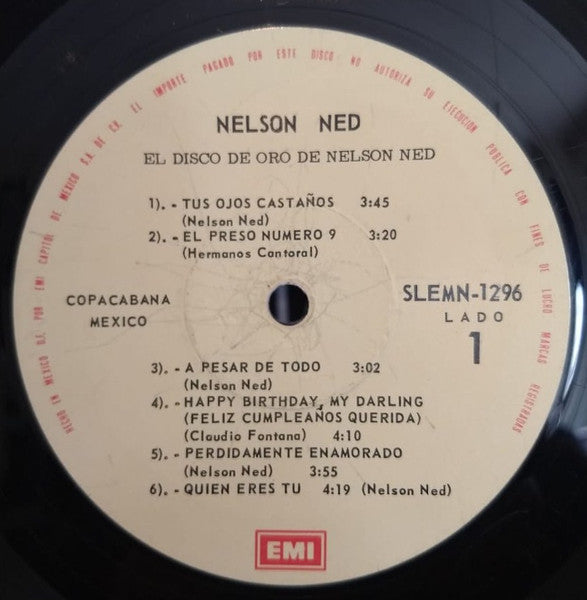 HECHO EN MEXICO D.F. POR EMI CAPITOL DE MEXICO S.A. DE C.V. EL IMPORTE PAGADO POR ESTE DISCO NO AUTORIZA SU EJECUCION PUBLICA CON FINES DE LUCRO MARCAS REGISTRADAS
NELSON NED
EL DISCO DE ORO DE NELSON NED
1). - TUS OJOS CASTAÑOS 3:45
(Nelson Ned)
2). - EL PRESO NUMERO 9 3:20
(Hermanos Cantoral)
COPACABANA
MEXICO
SLEMN-1296
LADO
1
3). - A PESAR DE TODO 3:02
(Nelson Ned)
4). - HAPPY BIRTHDAY, MY DARLING
(FELIZ CUMPLEAÑOS QUERIDA)
(Claudio Fontana) 4:10
5). - PERDIDAMENTE ENAMORADO
(Nelson Ned) 3:55
6). - QUIEN ERES TU 4:19 (Nelson Ned)
EMI